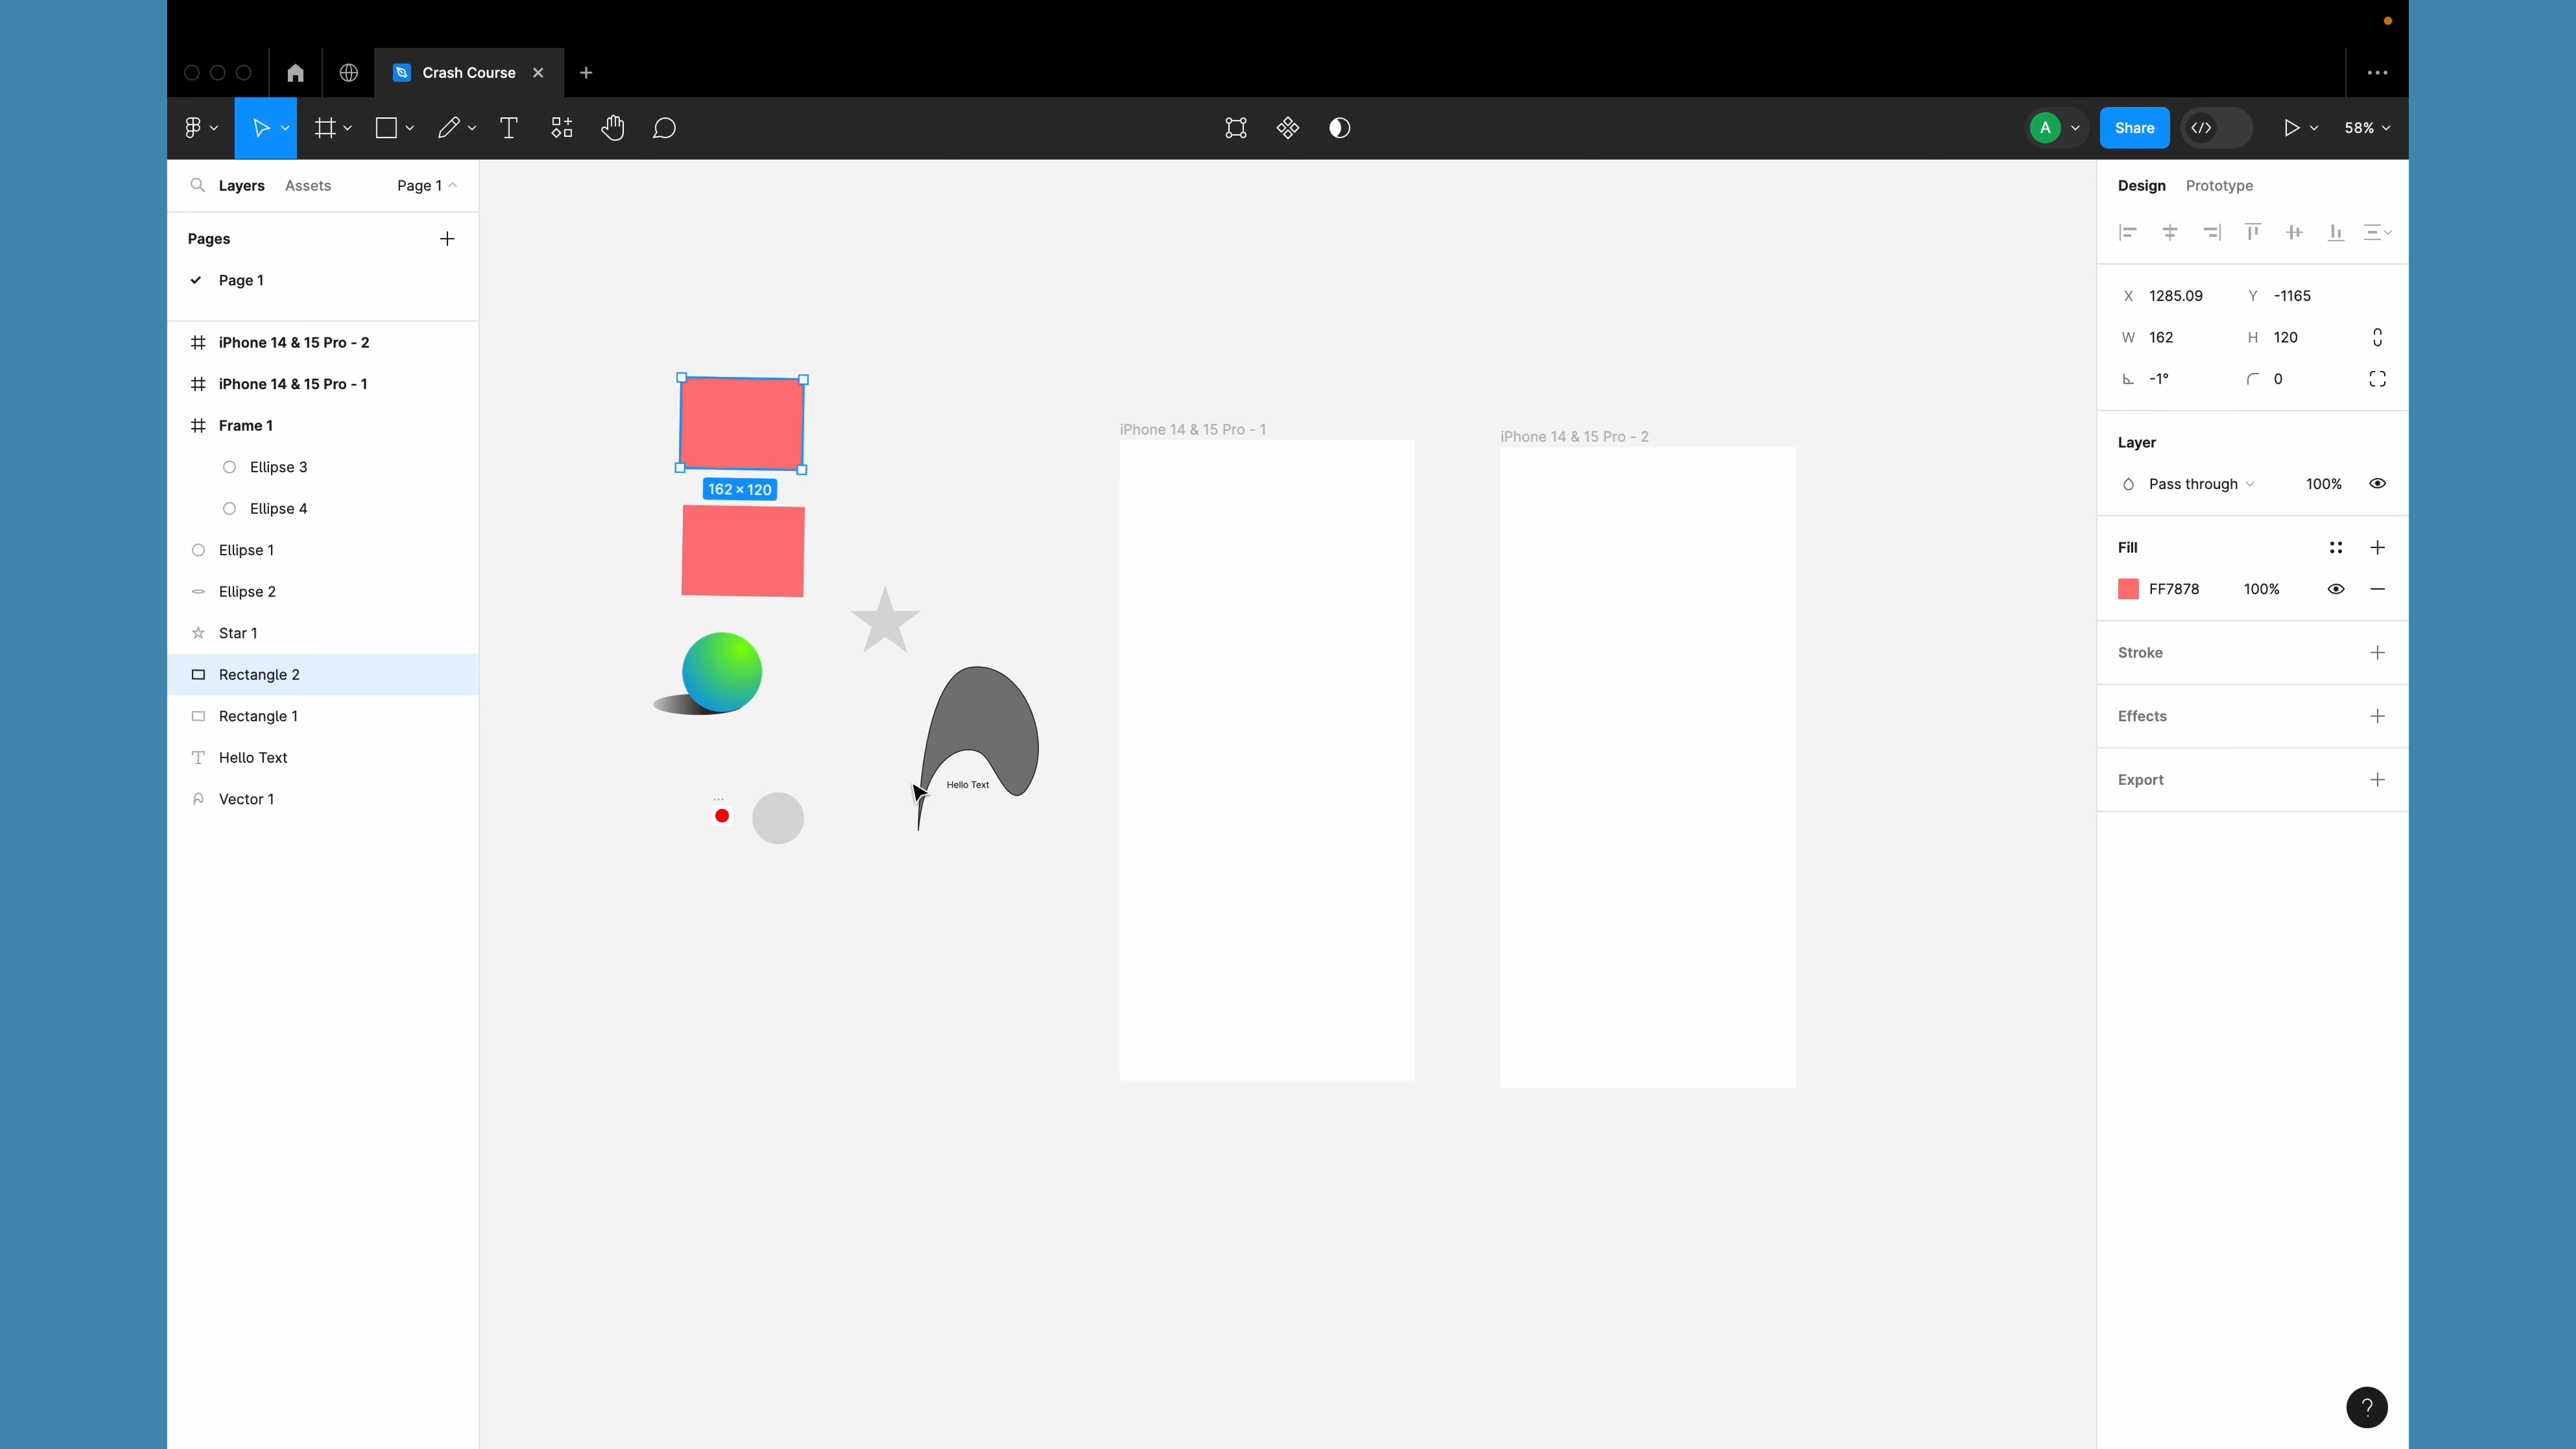 Crash Course
A
Share
58%
Layers
Assets
Page 1
Design
Prototype
Pages
Page 1
X 1285.09
Y -1165
W 162
H 120
-1°
0
iPhone 14 & 15 Pro - 2
iPhone 14 & 15 Pro - 1
Frame 1
Ellipse 3
Ellipse 4
Ellipse 1
Ellipse 2
Star 1
Rectangle 2
Rectangle 1
Hello Text
Vector 1
162 × 120
Hello Text
iPhone 14 & 15 Pro - 1
iPhone 14 & 15 Pro - 2
Layer
Pass through
100%
Fill
FF7878
100%
Stroke
Effects
Export
?